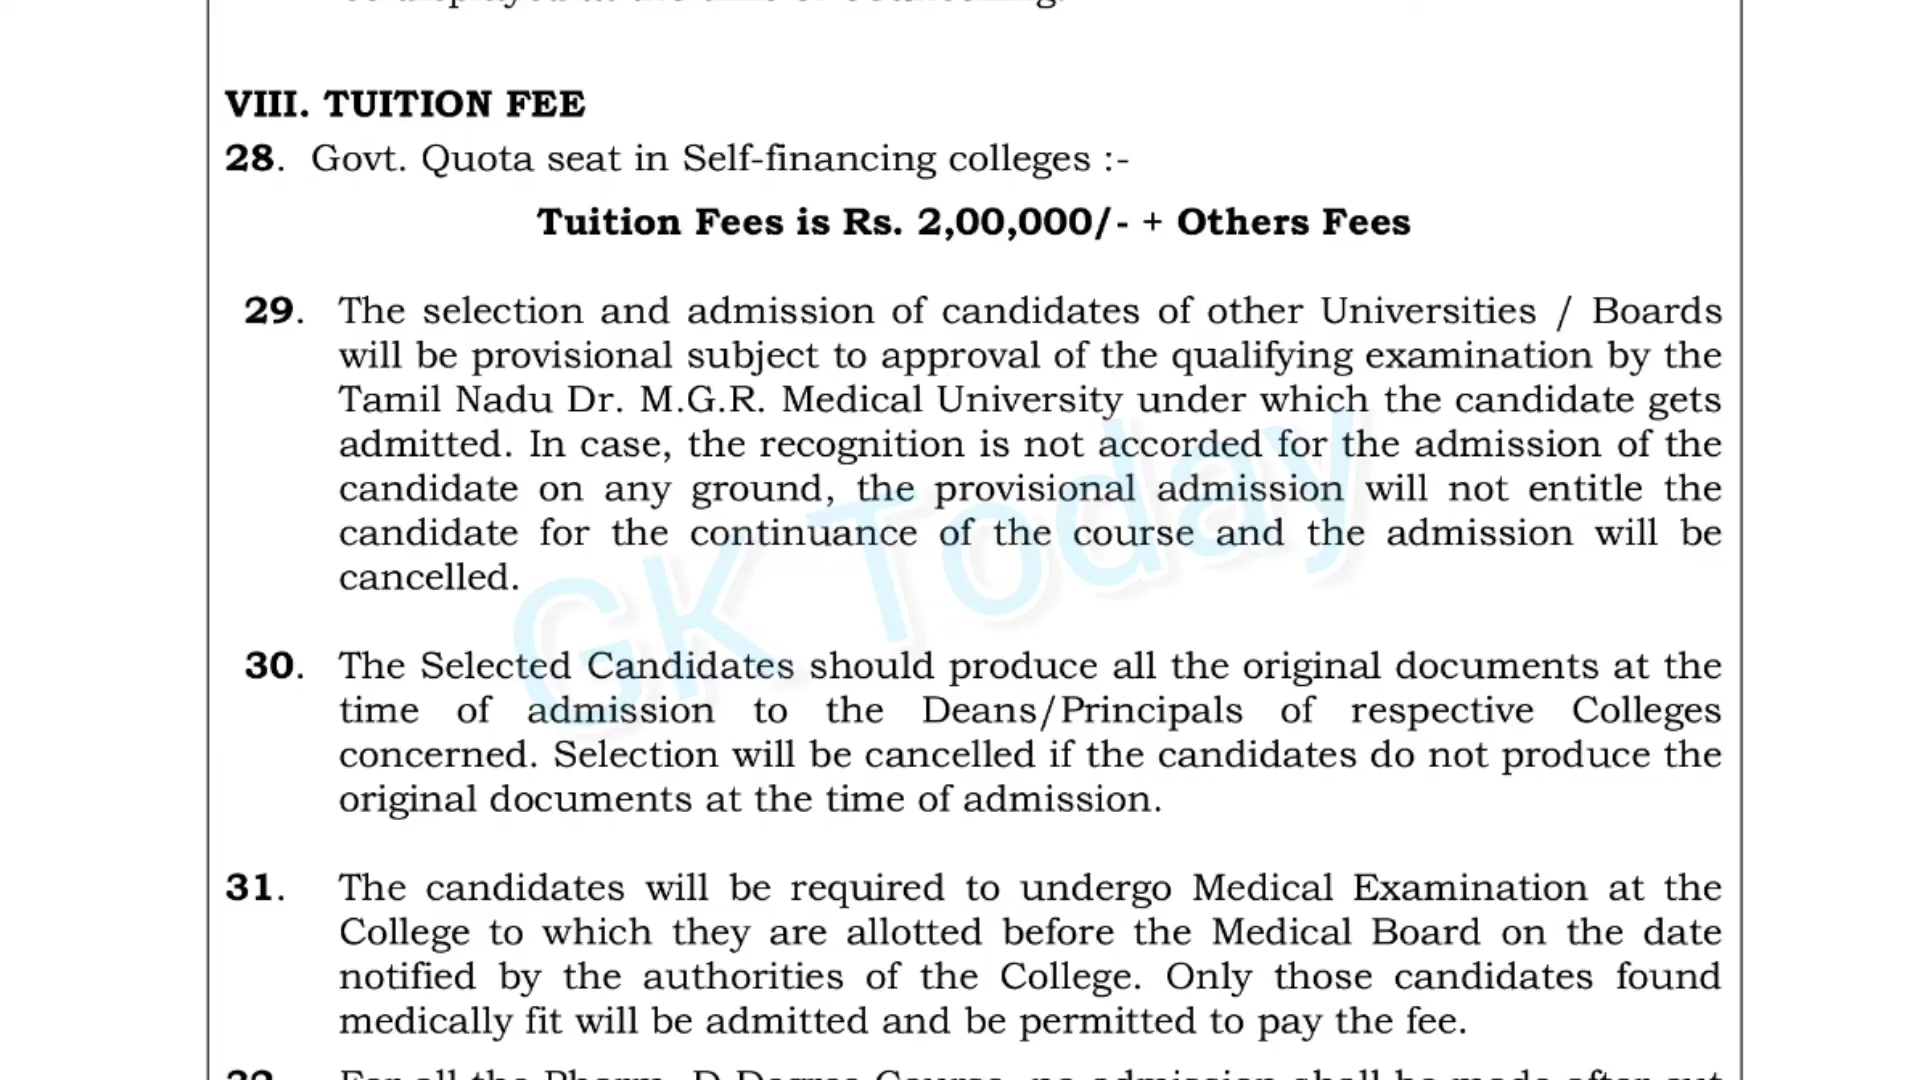 VIII. TUITION FEE
28. Govt. Quota seat in Self-financing colleges :-
Tuition Fees is Rs. 2,00,000/- + Others Fees
29. The selection and admission of candidates of other Universities / Boards
will be provisional subject to approval of the qualifying examination by the
Tamil Nadu Dr. M.G.R. Medical University under which the candidate gets
admitted. In case, the recognition is not accorded for the admission of the
candidate on any ground, the provisional admission will not entitle the
candidate for the continuance of the course and the admission will be
cancelled.
GK Today
30. The Selected Candidates should produce all the original documents at the
time of admission to the Deans/Principals of respective Colleges
concerned. Selection will be cancelled if the candidates do not produce the
original documents at the time of admission.
31. The candidates will be required to undergo Medical Examination at the
College to which they are allotted before the Medical Board on the date
notified by the authorities of the College. Only those candidates found
medically fit will be admitted and be permitted to pay the fee.